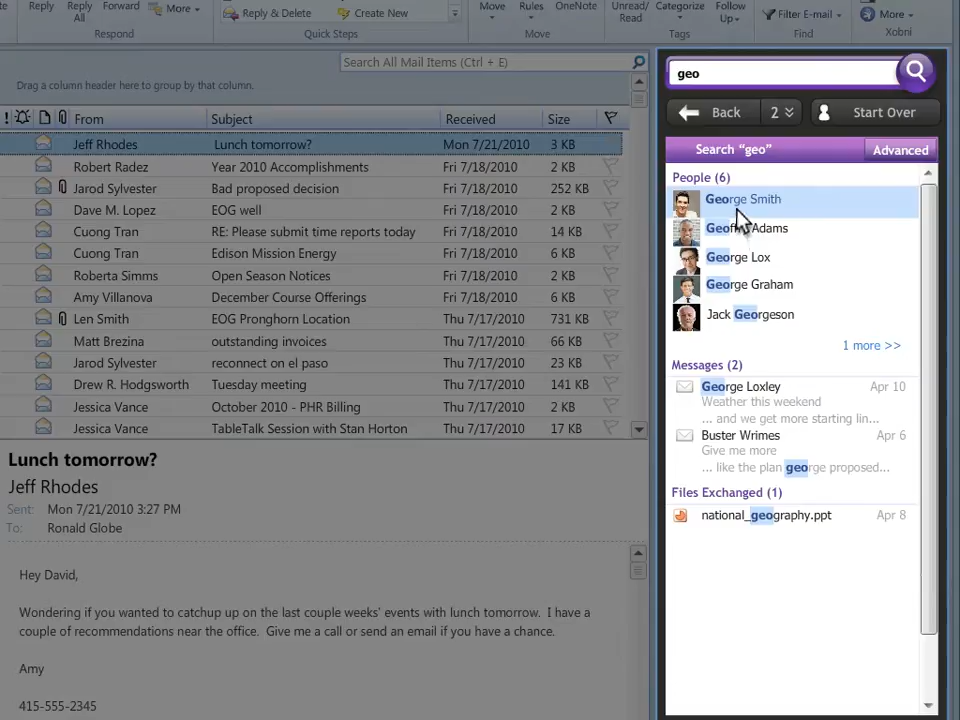 Reply
Reply
All
Forward
More
Reply & Delete
Create New
Move
Rules
OneNote
Unread/
Read
Categorize
Follow
Up
Filter E-mail
More
Respond
Quick Steps
Move
Tags
Find
Xobni
Search All Mail Items (Ctrl + E)
Drag a column header here to group by that column.
! From Subject Received Size
Jeff Rhodes Lunch tomorrow? Mon 7/21/2010 3 KB
Robert Radez Year 2010 Accomplishments Fri 7/18/2010 2 KB
Jarod Sylvester Bad proposed decision Fri 7/18/2010 252 KB
Dave M. Lopez EOG well Fri 7/18/2010 2 KB
Cuong Tran RE: Please submit time reports today Fri 7/18/2010 14 KB
Cuong Tran Edison Mission Energy Fri 7/18/2010 6 KB
Roberta Simms Open Season Notices Fri 7/18/2010 2 KB
Amy Villanova December Course Offerings Fri 7/18/2010 6 KB
Len Smith EOG Pronghorn Location Thu 7/17/2010 731 KB
Matt Brezina outstanding invoices Thu 7/17/2010 66 KB
Jarod Sylvester reconnect on el paso Thu 7/17/2010 23 KB
Drew R. Hodgsworth Tuesday meeting Thu 7/17/2010 141 KB
Jessica Vance October 2010 - PHR Billing Thu 7/17/2010 2 KB
Jessica Vance TableTalk Session with Stan Horton Thu 7/17/2010 17 KB
Lunch tomorrow?
Jeff Rhodes
Sent: Mon 7/21/2010 3:27 PM
To: Ronald Globe
Hey David,
Wondering if you wanted to catchup up on the last couple weeks' events with lunch tomorrow. I have a
couple of recommendations near the office. Give me a call or send an email if you have a chance.
Amy
415-555-2345
geo
Back 2 Start Over
Search "geo" Advanced
People (6)
George Smith
Adams
George Lox
George Graham
Jack Georgeson
1 more >>
Messages (2)
George Loxley Apr 10
Weather this weekend
... and we get more starting lin...
Buster Wrimes Apr 6
Give me more
... like the plan george proposed...
Files Exchanged (1)
national_geography.ppt Apr 8